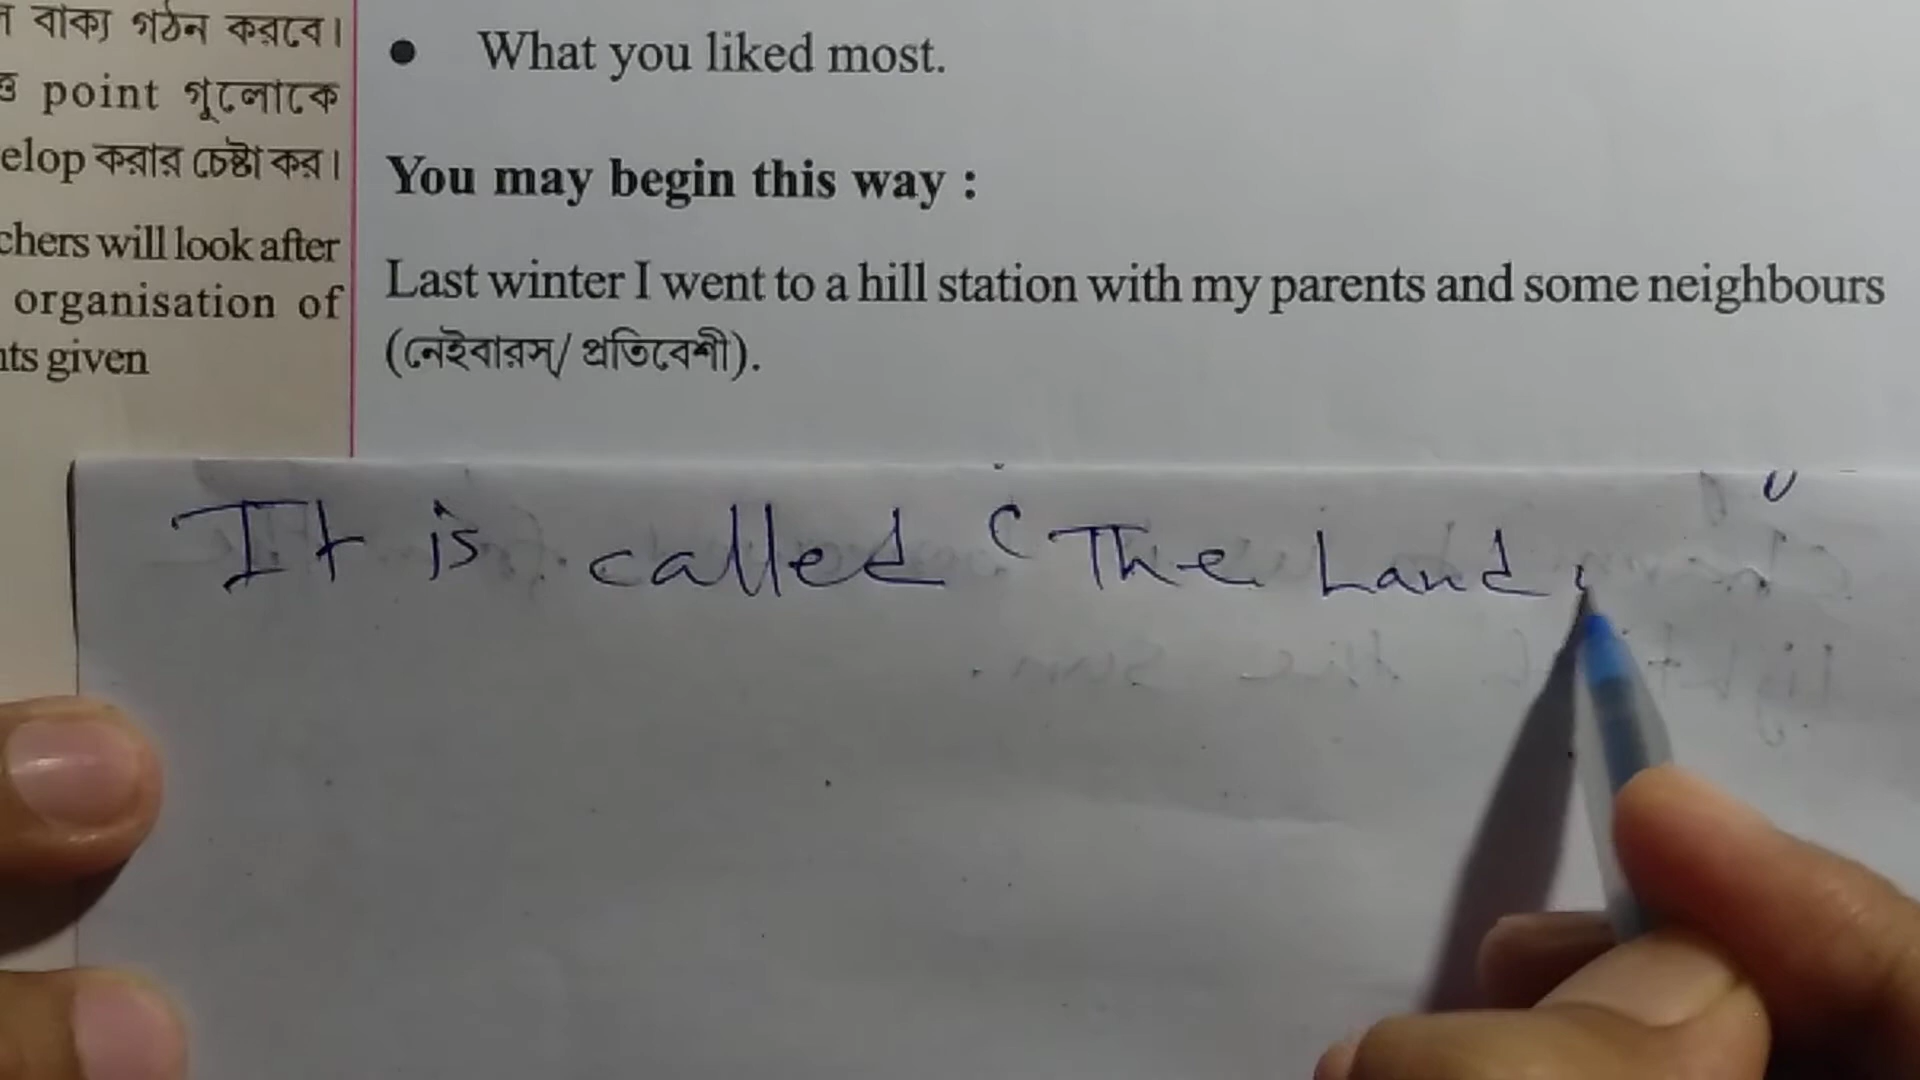 বাক্য গঠন করবে।
point গুলোকে
elop করার চেষ্টা কর।
chers will look after
organisation of
nts given
● What you liked most.
You may begin this way :
Last winter I went to a hill station with my parents and some neighbours
(নেইবারস্/ প্রতিবেশী).
It is called ‘The Land